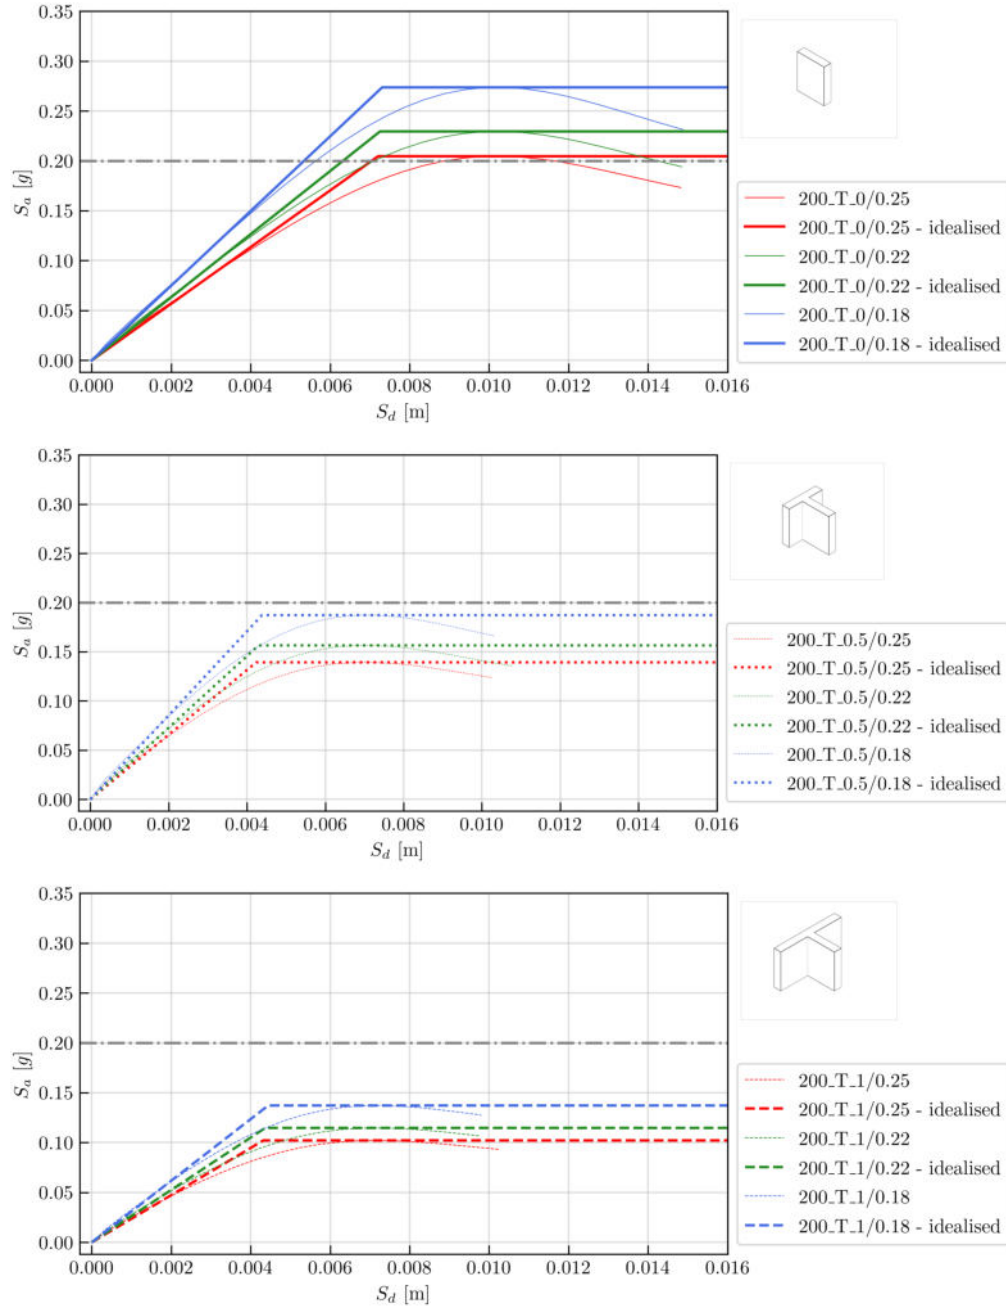 0.35
0.30
0.25
0.20
0.15
0.10
0.05
0.00
S_a [g]
0.000 0.002 0.004 0.006 0.008 0.010 0.012 0.014 0.016
S_d [m]
200_T_0/0.25
200_T_0/0.25 - idealised
200_T_0/0.22
200_T_0/0.22 - idealised
200_T_0/0.18
200_T_0/0.18 - idealised
0.35
0.30
0.25
0.20
0.15
0.10
0.05
0.00
S_a [g]
0.000 0.002 0.004 0.006 0.008 0.010 0.012 0.014 0.016
S_d [m]
200_T_0.5/0.25
200_T_0.5/0.25 - idealised
200_T_0.5/0.22
200_T_0.5/0.22 - idealised
200_T_0.5/0.18
200_T_0.5/0.18 - idealised
0.35
0.30
0.25
0.20
0.15
0.10
0.05
0.00
S_a [g]
0.000 0.002 0.004 0.006 0.008 0.010 0.012 0.014 0.016
S_d [m]
200_T_1/0.25
200_T_1/0.25 - idealised
200_T_1/0.22
200_T_1/0.22 - idealised
200_T_1/0.18
200_T_1/0.18 - idealised